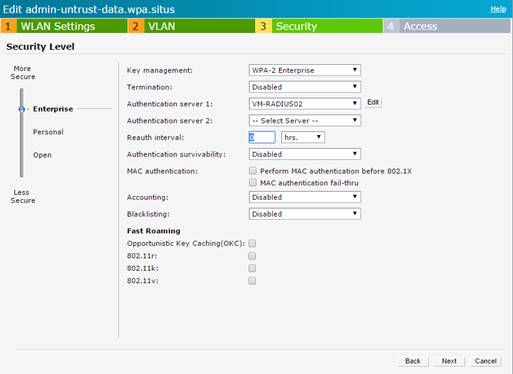 Edit admin-untrust-data.wpa.situs Help
1 WLAN Settings 2 VLAN 3 Security 4 Access
Security Level
More
Secure
Enterprise
Personal
Open
Less
Secure
Key management: WPA-2 Enterprise
Termination: Disabled
Authentication server 1: VM-RADIUS02 Edit
Authentication server 2: -- Select Server --
Reauth interval: 0 hrs.
Authentication survivability: Disabled
MAC authentication: Perform MAC authentication before 802.1X
MAC authentication fail-thru
Accounting: Disabled
Blacklisting: Disabled
Fast Roaming
Opportunistic Key Caching(OKC):
802.11r:
802.11k:
802.11v:
Back Next Cancel